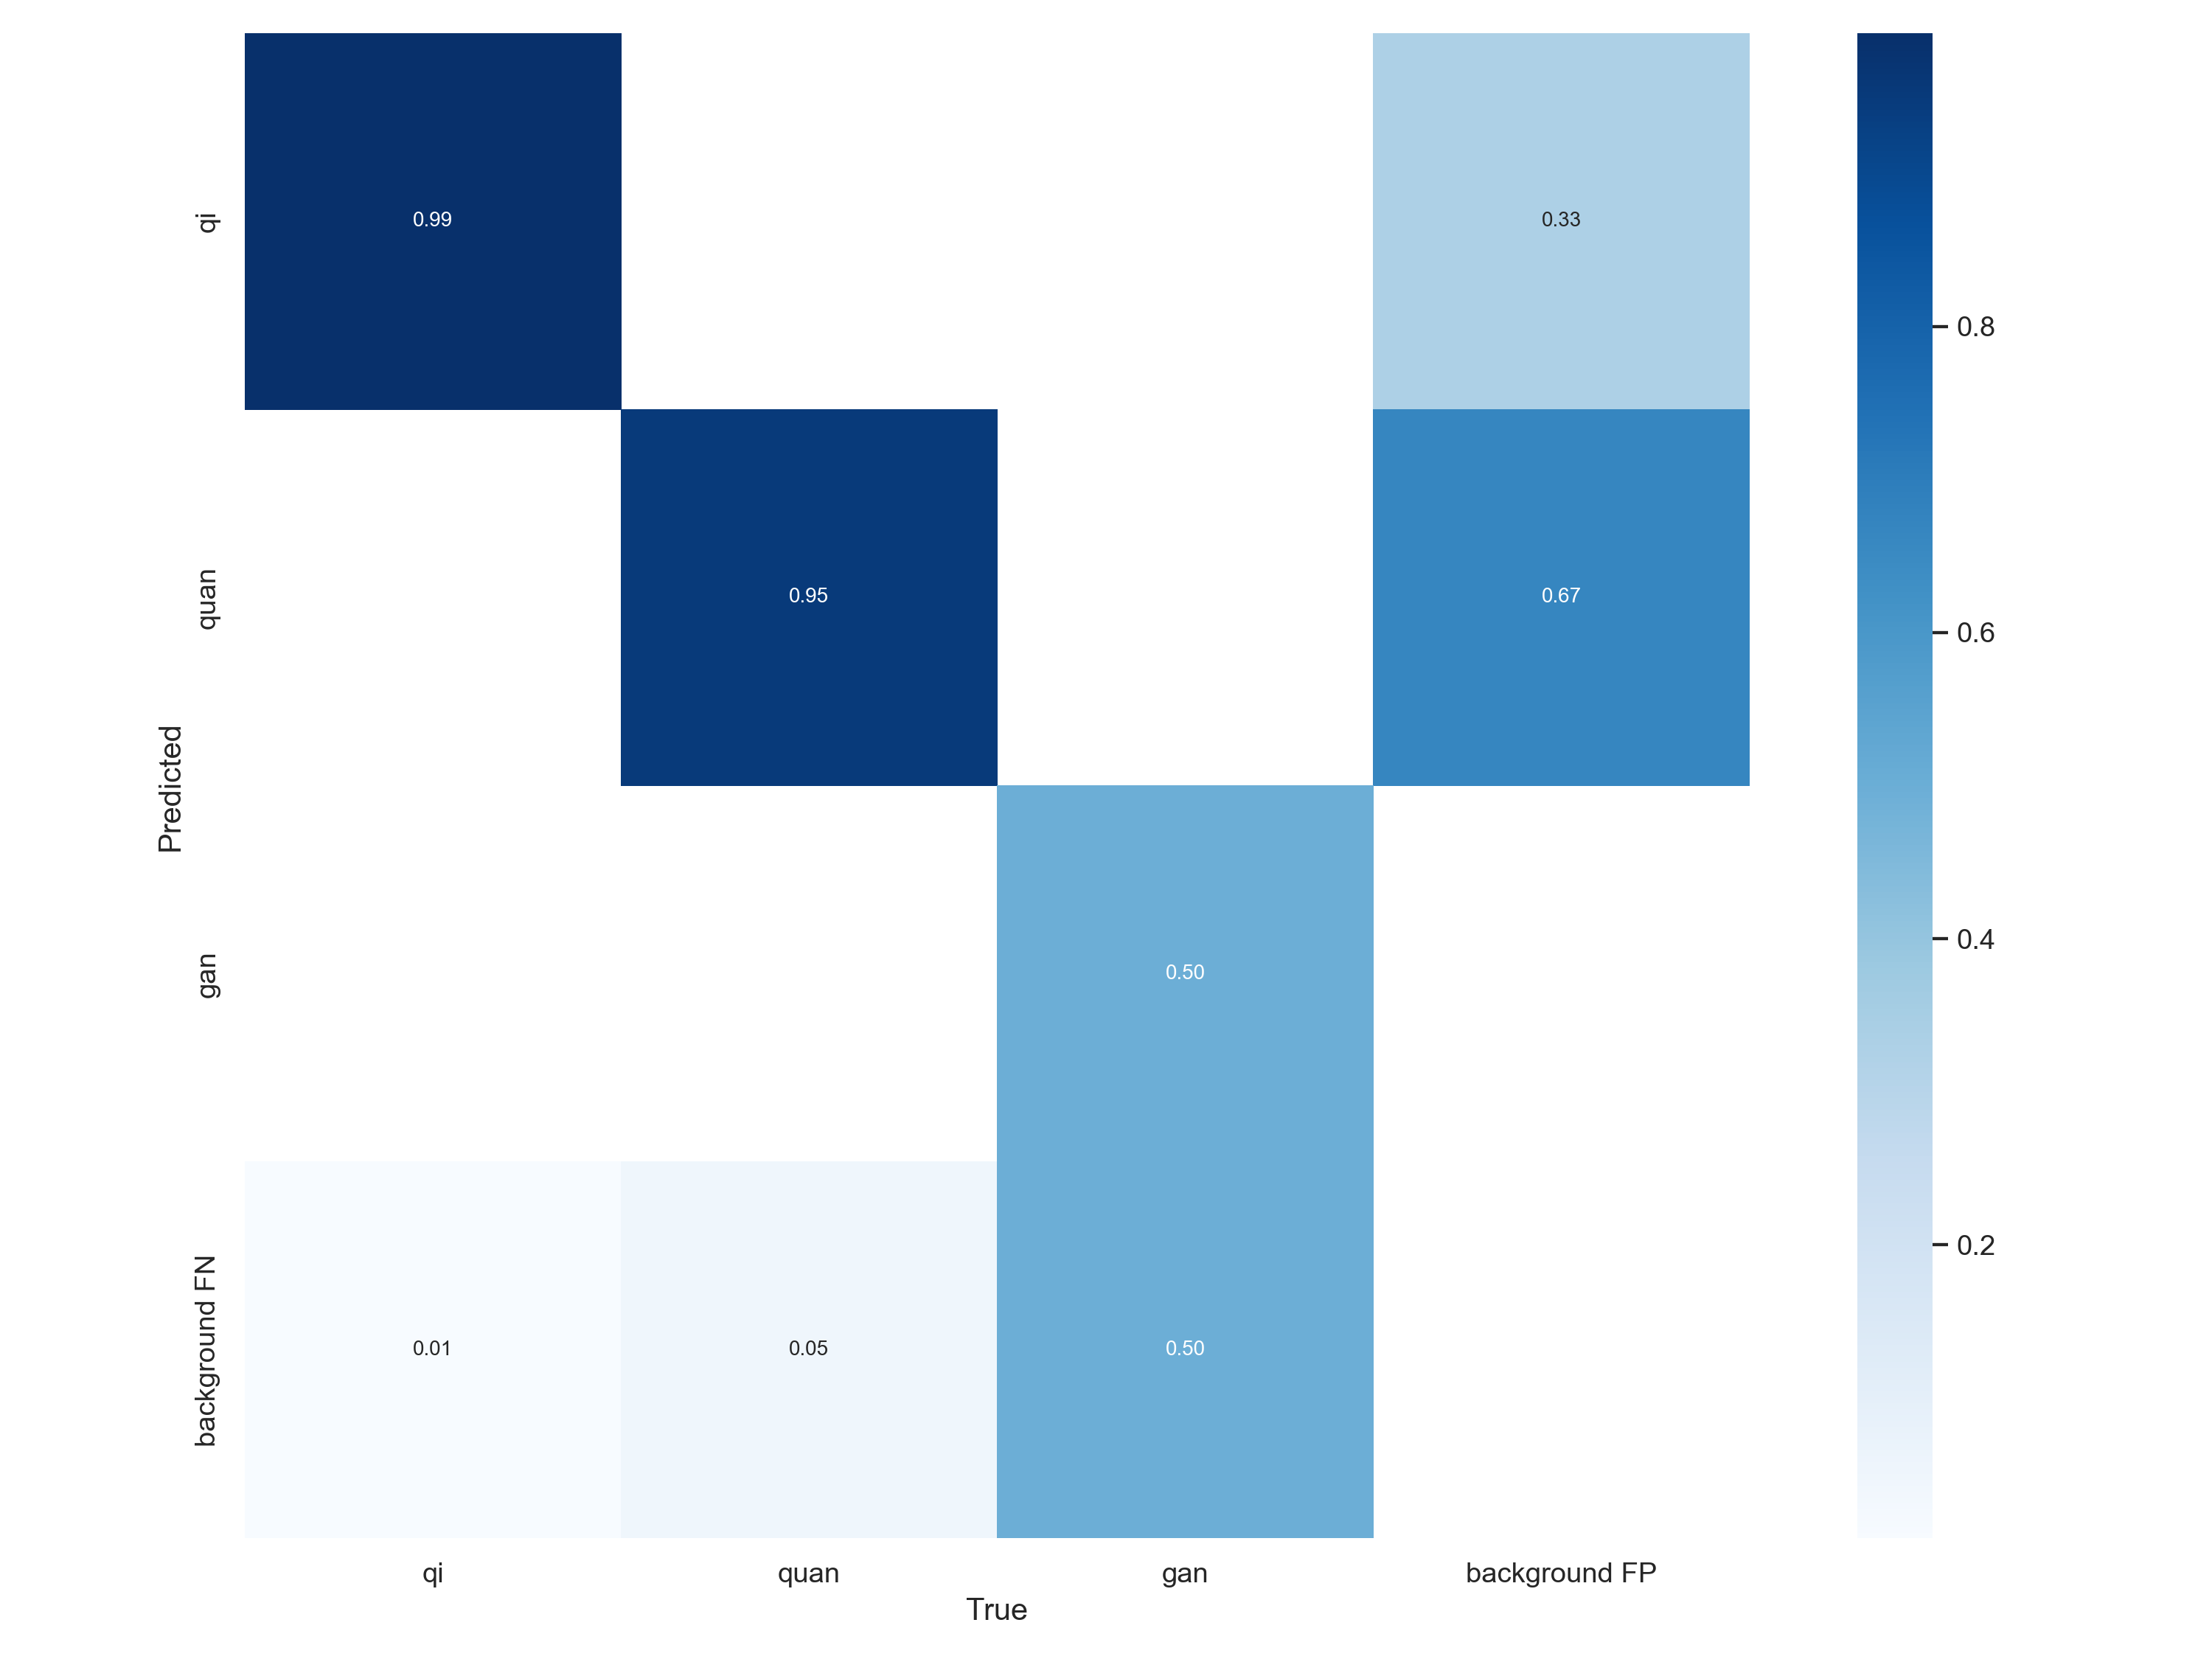 qi
0.99
0.33
0.8
quan
0.95
0.67
0.6
Predicted
gan
0.50
0.4
background FN
0.01
0.05
0.50
0.2
qi
quan
gan
background FP
True